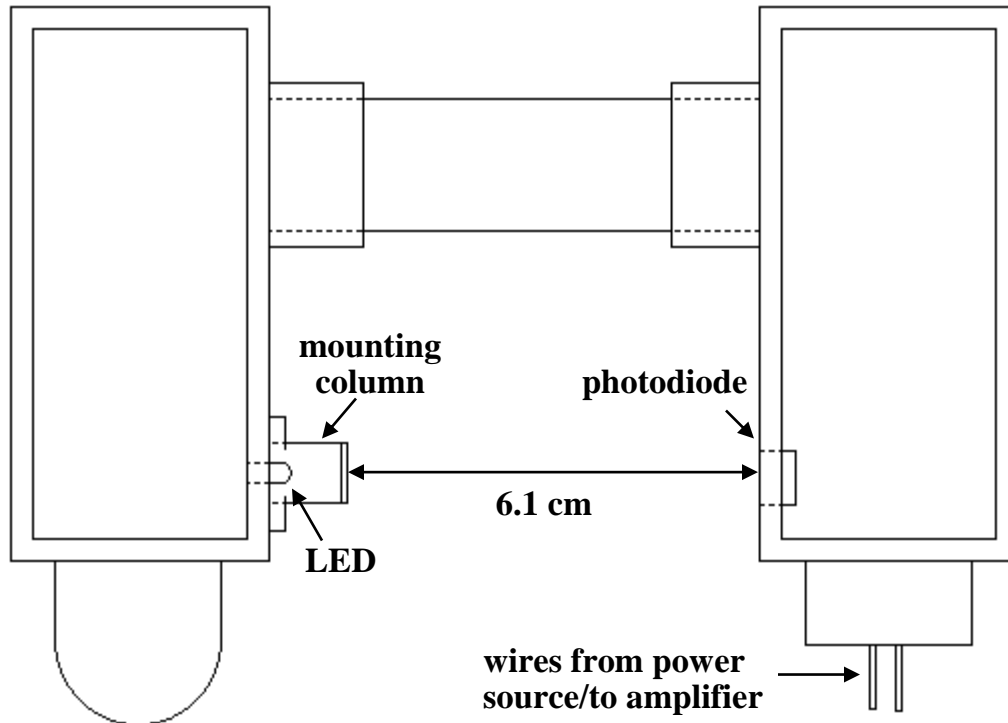 mounting
column
photodiode
6.1 cm
LED
wires from power
source/to amplifier